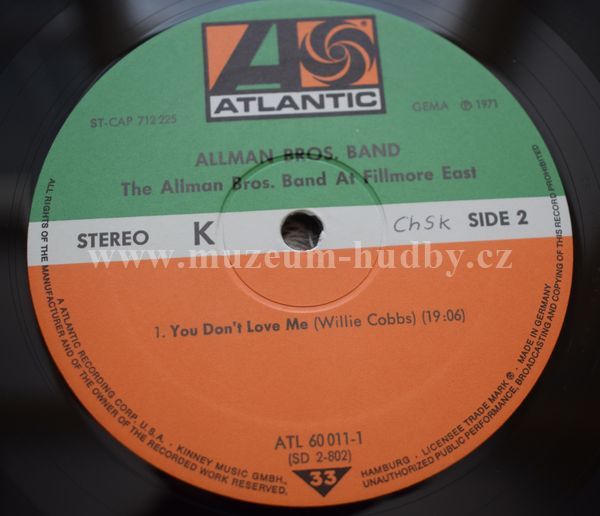 ATLANTIC
ST-CAP 712 225
GEMA ℗ 1971
ALLMAN BROS. BAND
The Allman Bros. Band At Fillmore East
STEREO K
ChSk SIDE 2
www.muzeum-hudby.cz
1. You Don't Love Me (Willie Cobbs) (19:06)
ATL 60 011-1
(SD 2-802)
33
ALL RIGHTS OF THE MANUFACTURER AND OF THE OWNER OF THE RECORDED WORK RESERVED.
A ATLANTIC RECORDING CORP. U.S.A. · KINNEY MUSIC GMBH., HAMBURG · LICENSEE TRADE MARK ® · MADE IN GERMANY
UNAUTHORIZED PUBLIC PERFORMANCE, BROADCASTING AND COPYING OF THIS RECORD PROHIBITED